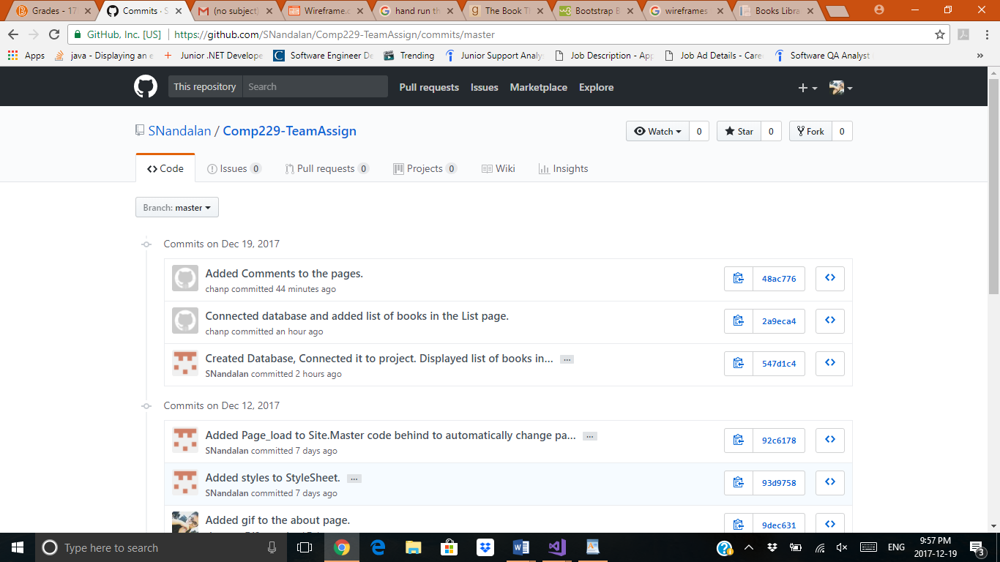 Grades - 17
Commits · S
(no subject)
Wireframe.c
hand run th
The Book Th
Bootstrap B
wireframes
Books Libra
GitHub, Inc. [US] https://github.com/SNandalan/Comp229-TeamAssign/commits/master
Apps java - Displaying an e Junior .NET Develope Software Engineer De Trending Junior Support Analy Job Description - App Job Ad Details - Caree Software QA Analyst »
This repository Search Pull requests Issues Marketplace Explore
SNandalan / Comp229-TeamAssign Watch 0 Star 0 Fork 0
Code Issues 0 Pull requests 0 Projects 0 Wiki Insights
Branch: master
Commits on Dec 19, 2017
Added Comments to the pages.
chanp committed 44 minutes ago
48ac776
Connected database and added list of books in the List page.
chanp committed an hour ago
2a9eca4
Created Database, Connected it to project. Displayed list of books in... …
SNandalan committed 2 hours ago
547d1c4
Commits on Dec 12, 2017
Added Page_load to Site.Master code behind to automatically change pa... …
SNandalan committed 7 days ago
92c6178
Added styles to StyleSheet. …
SNandalan committed 7 days ago
93d9758
Added gif to the about page.
9dec631
Type here to search
ENG
9:57 PM
2017-12-19
3